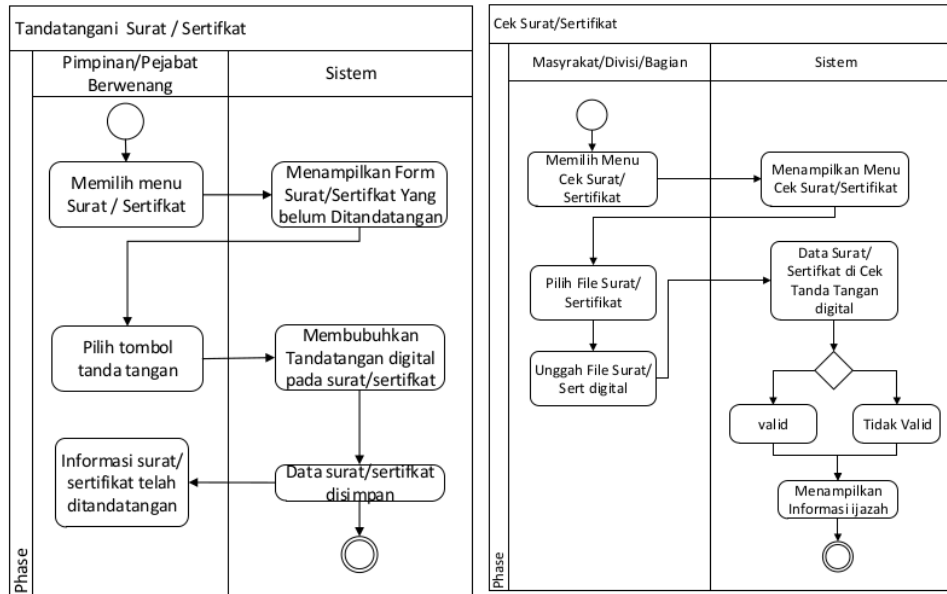 Tandatangani Surat / Sertifkat
Pimpinan/Pejabat
Berwenang
Sistem
Memilih menu
Surat / Sertifkat
Menampilkan Form
Surat/Sertifkat Yang
belum Ditandatangan
Pilih tombol
tanda tangan
Membubuhkan
Tandatangan digital
pada surat/sertifkat
Informasi surat/
sertifikat telah
ditandatangan
Data surat/sertifkat
disimpan
Phase
Cek Surat/Sertifikat
Masyrakat/Divisi/Bagian
Sistem
Memilih Menu
Cek Surat/
Sertifikat
Menampilkan Menu
Cek Surat/Sertifikat
Pilih File Surat/
Sertifikat
Data Surat/
Sertifkat di Cek
Tanda Tangan
digital
Unggah File Surat/
Sert digital
valid
Tidak Valid
Menampilkan
Informasi ijazah
Phase